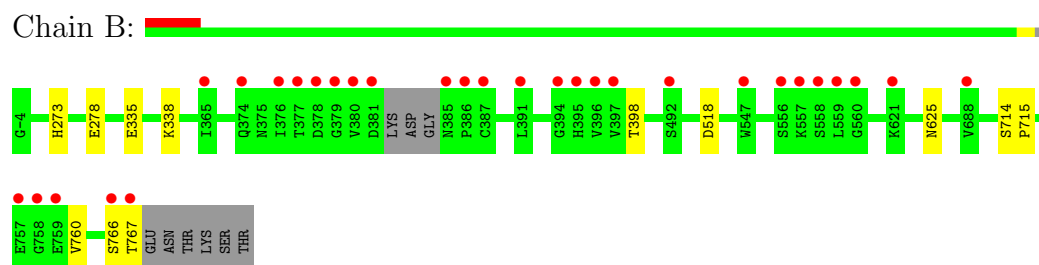 Chain B:
G-4
H273
E278
E335
K338
I365
Q374
N375
I376
T377
D378
G379
V380
D381
LYS
ASP
GLY
N385
P386
C387
L391
G394
H395
V396
V397
T398
S492
D518
W547
S556
K557
S558
L559
G560
K621
N625
V688
S714
P715
E757
G758
E759
V760
S766
T767
GLU
ASN
THR
LYS
SER
THR